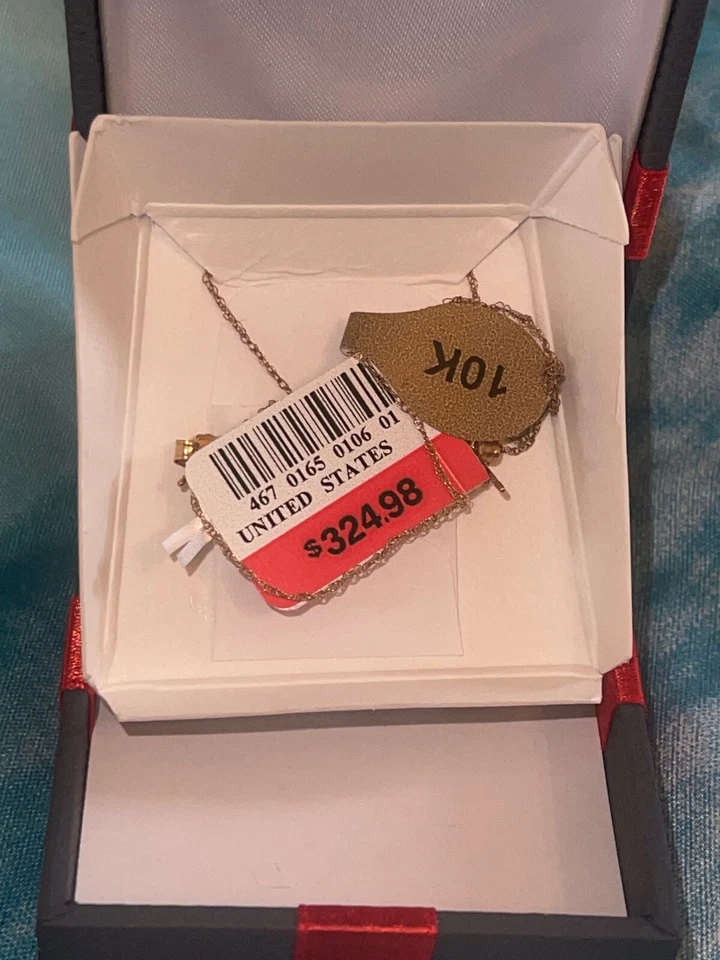 10K
467 0165 0106 01
UNITED STATES
$324.98